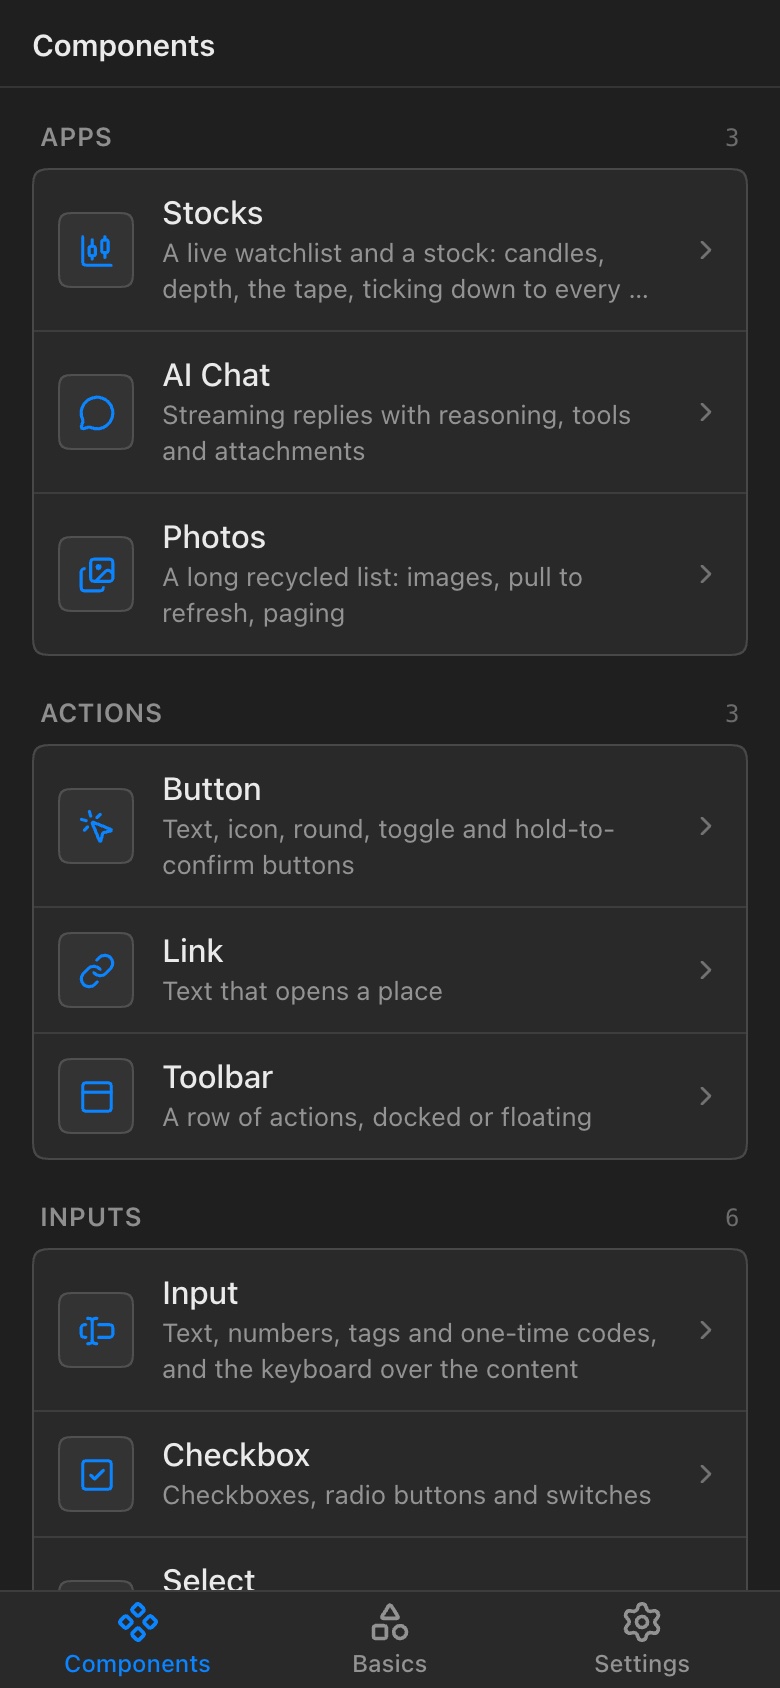 Components
APPS 3
Stocks
A live watchlist and a stock: candles,
depth, the tape, ticking down to every ...
AI Chat
Streaming replies with reasoning, tools
and attachments
Photos
A long recycled list: images, pull to
refresh, paging
ACTIONS 3
Button
Text, icon, round, toggle and hold-to-
confirm buttons
Link
Text that opens a place
Toolbar
A row of actions, docked or floating
INPUTS 6
Input
Text, numbers, tags and one-time codes,
and the keyboard over the content
Checkbox
Checkboxes, radio buttons and switches
Select
Components Basics Settings